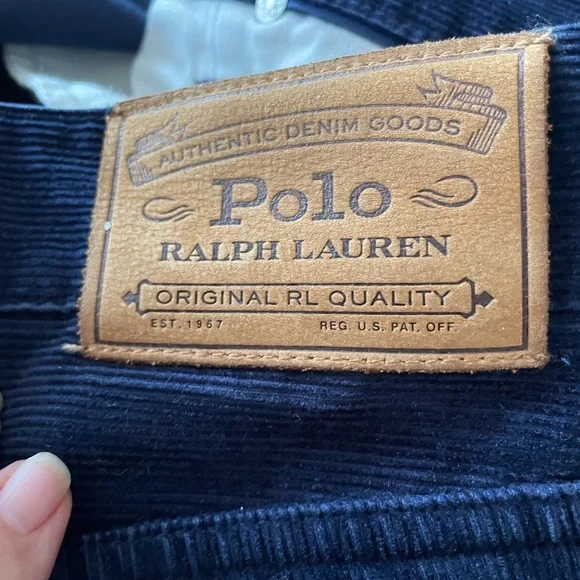 AUTHENTIC DENIM GOODS
Polo
RALPH LAUREN
ORIGINAL RL QUALITY
EST. 1967 REG. U.S. PAT. OFF.